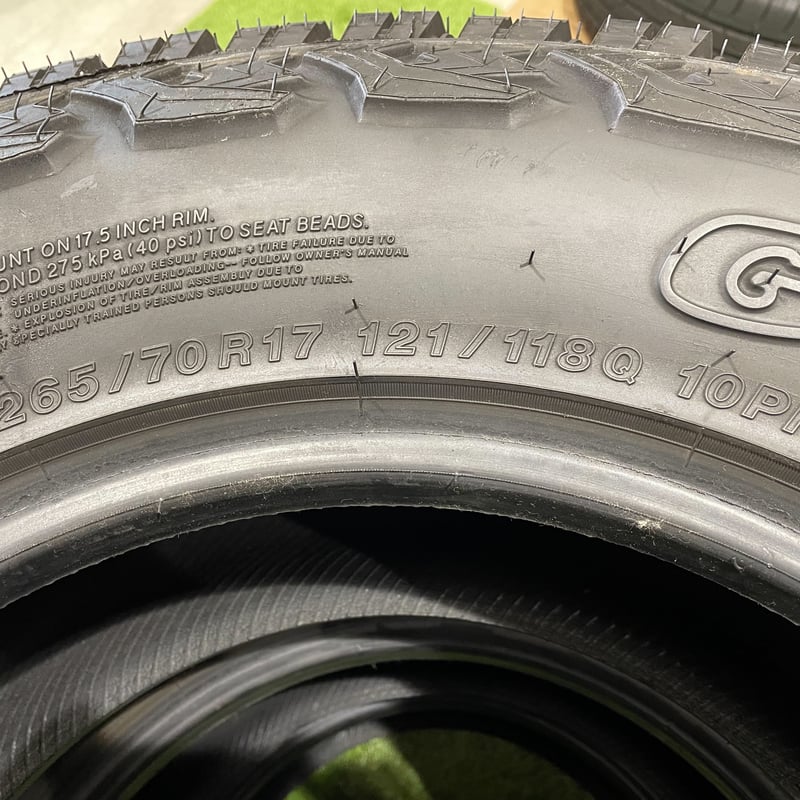 UNT ON 17.5 INCH RIM.
OND 275 kPa (40 psi) TO SEAT BEADS.
SERIOUS INJURY MAY RESULT FROM: * TIRE FAILURE DUE TO
UNDERINFLATION/OVERLOADING-- FOLLOW OWNER'S MANUAL
* EXPLOSION OF TIRE/RIM ASSEMBLY DUE TO
Y SPECIALLY TRAINED PERSONS SHOULD MOUNT TIRES.
265/70R17 121/118Q 10PR
G